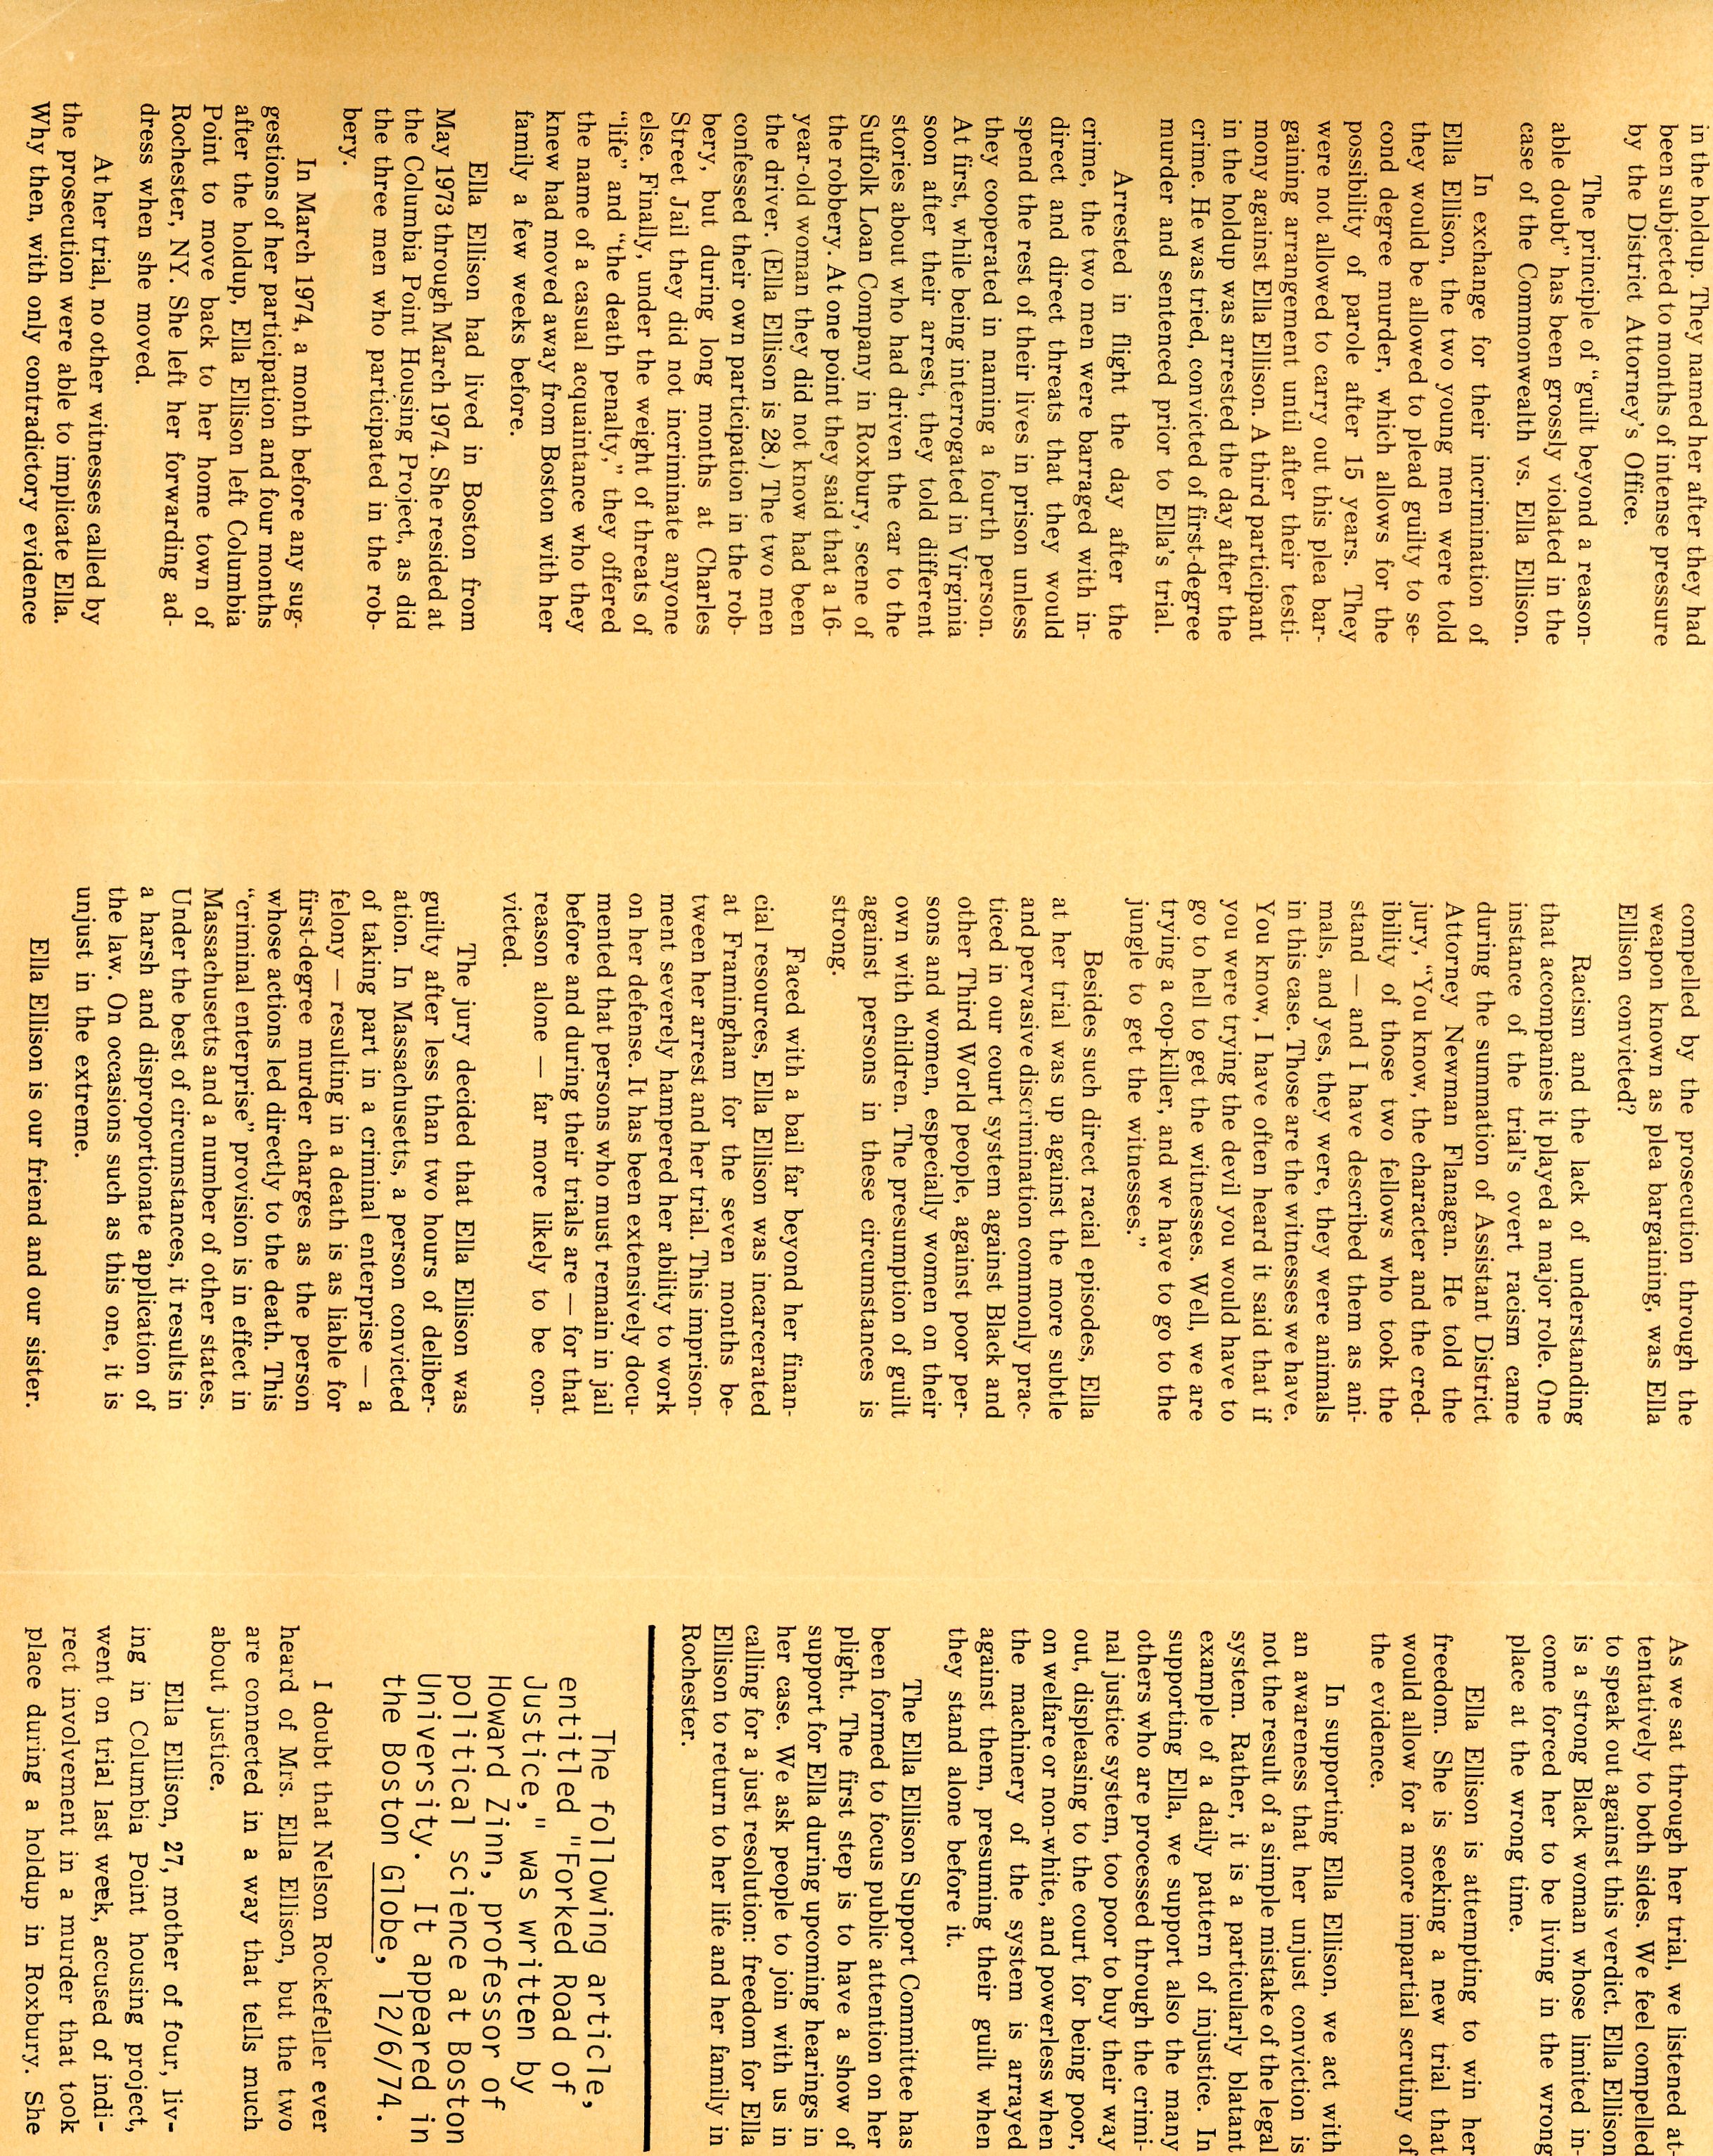 in the holdup. They named her after they had
been subjected to months of intense pressure
by the District Attorney's Office.
The principle of “guilt beyond a reason-
able doubt” has been grossly violated in the
case of the Commonwealth vs. Ella Ellison.
In exchange for their incrimination of
Ella Ellison, the two young men were told
they would be allowed to plead guilty to se-
cond degree murder, which allows for the
possibility of parole after 15 years. They
were not allowed to carry out this plea bar-
gaining arrangement until after their testi-
mony against Ella Ellison. A third participant
in the holdup was arrested the day after the
crime. He was tried, convicted of first-degree
murder and sentenced prior to Ella's trial.
Arrested in flight the day after the
crime, the two men were barraged with in-
direct and direct threats that they would
spend the rest of their lives in prison unless
they cooperated in naming a fourth person.
At first, while being interrogated in Virginia
soon after their arrest, they told different
stories about who had driven the car to the
Suffolk Loan Company in Roxbury, scene of
the robbery. At one point they said that a 16-
year-old woman they did not know had been
the driver. (Ella Ellison is 28.) The two men
confessed their own participation in the rob-
bery, but during long months at Charles
Street Jail they did not incriminate anyone
else. Finally, under the weight of threats of
“life” and “the death penalty,” they offered
the name of a casual acquaintance who they
knew had moved away from Boston with her
family a few weeks before.
Ella Ellison had lived in Boston from
May 1973 through March 1974. She resided at
the Columbia Point Housing Project, as did
the three men who participated in the rob-
bery.
In March 1974, a month before any sug-
gestions of her participation and four months
after the holdup, Ella Ellison left Columbia
Point to move back to her home town of
Rochester, NY. She left her forwarding ad-
dress when she moved.
At her trial, no other witnesses called by
the prosecution were able to implicate Ella.
Why then, with only contradictory evidence
compelled by the prosecution through the
weapon known as plea bargaining, was Ella
Ellison convicted?
Racism and the lack of understanding
that accompanies it played a major role. One
instance of the trial's overt racism came
during the summation of Assistant District
Attorney Newman Flanagan. He told the
jury, “You know, the character and the cred-
ibility of those two fellows who took the
stand — and I have described them as ani-
mals, and yes, they were, they were animals
in this case. Those are the witnesses we have.
You know, I have often heard it said that if
you were trying the devil you would have to
go to hell to get the witnesses. Well, we are
trying a cop-killer, and we have to go to the
jungle to get the witnesses.”
Besides such direct racial episodes, Ella
at her trial was up against the more subtle
and pervasive discrimination commonly prac-
ticed in our court system against Black and
other Third World people, against poor per-
sons and women, especially women on their
own with children. The presumption of guilt
against persons in these circumstances is
strong.
Faced with a bail far beyond her finan-
cial resources, Ella Ellison was incarcerated
at Framingham for the seven months be-
tween her arrest and her trial. This imprison-
ment severely hampered her ability to work
on her defense. It has been extensively docu-
mented that persons who must remain in jail
before and during their trials are — for that
reason alone — far more likely to be con-
victed.
The jury decided that Ella Ellison was
guilty after less than two hours of deliber-
ation. In Massachusetts, a person convicted
of taking part in a criminal enterprise — a
felony — resulting in a death is as liable for
first-degree murder charges as the person
whose actions led directly to the death. This
“criminal enterprise” provision is in effect in
Massachusetts and a number of other states.
Under the best of circumstances, it results in
a harsh and disproportionate application of
the law. On occasions such as this one, it is
unjust in the extreme.
Ella Ellison is our friend and our sister.
As we sat through her trial, we listened at-
tentatively to both sides. We feel compelled
to speak out against this verdict. Ella Ellison
is a strong Black woman whose limited in-
come forced her to be living in the wrong
place at the wrong time.
Ella Ellison is attempting to win her
freedom. She is seeking a new trial that
would allow for a more impartial scrutiny of
the evidence.
In supporting Ella Ellison, we act with
an awareness that her unjust conviction is
not the result of a simple mistake of the legal
system. Rather, it is a particularly blatant
example of a daily pattern of injustice. In
supporting Ella, we support also the many
others who are processed through the crimi-
nal justice system, too poor to buy their way
out, displeasing to the court for being poor,
on welfare or non-white, and powerless when
the machinery of the system is arrayed
against them, presuming their guilt when
they stand alone before it.
The Ella Ellison Support Committee has
been formed to focus public attention on her
plight. The first step is to have a show of
support for Ella during upcoming hearings in
her case. We ask people to join with us in
calling for a just resolution: freedom for Ella
Ellison to return to her life and her family in
Rochester.
The following article,
entitled "Forked Road of
Justice," was written by
Howard Zinn, professor of
political science at Boston
University. It appeared in
the Boston Globe, 12/6/74.
I doubt that Nelson Rockefeller ever
heard of Mrs. Ella Ellison, but the two
are connected in a way that tells much
about justice.
Ella Ellison, 27, mother of four, liv-
ing in Columbia Point housing project,
went on trial last week, accused of indi-
rect involvement in a murder that took
place during a holdup in Roxbury. She